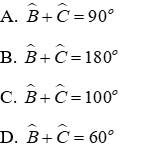 A. B̂ + Ĉ = 90°
B. B̂ + Ĉ = 180°
C. B̂ + Ĉ = 100°
D. B̂ + Ĉ = 60°